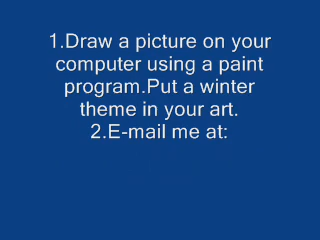 1.Draw a picture on your
computer using a paint
program.Put a winter
theme in your art.
2.E-mail me at: